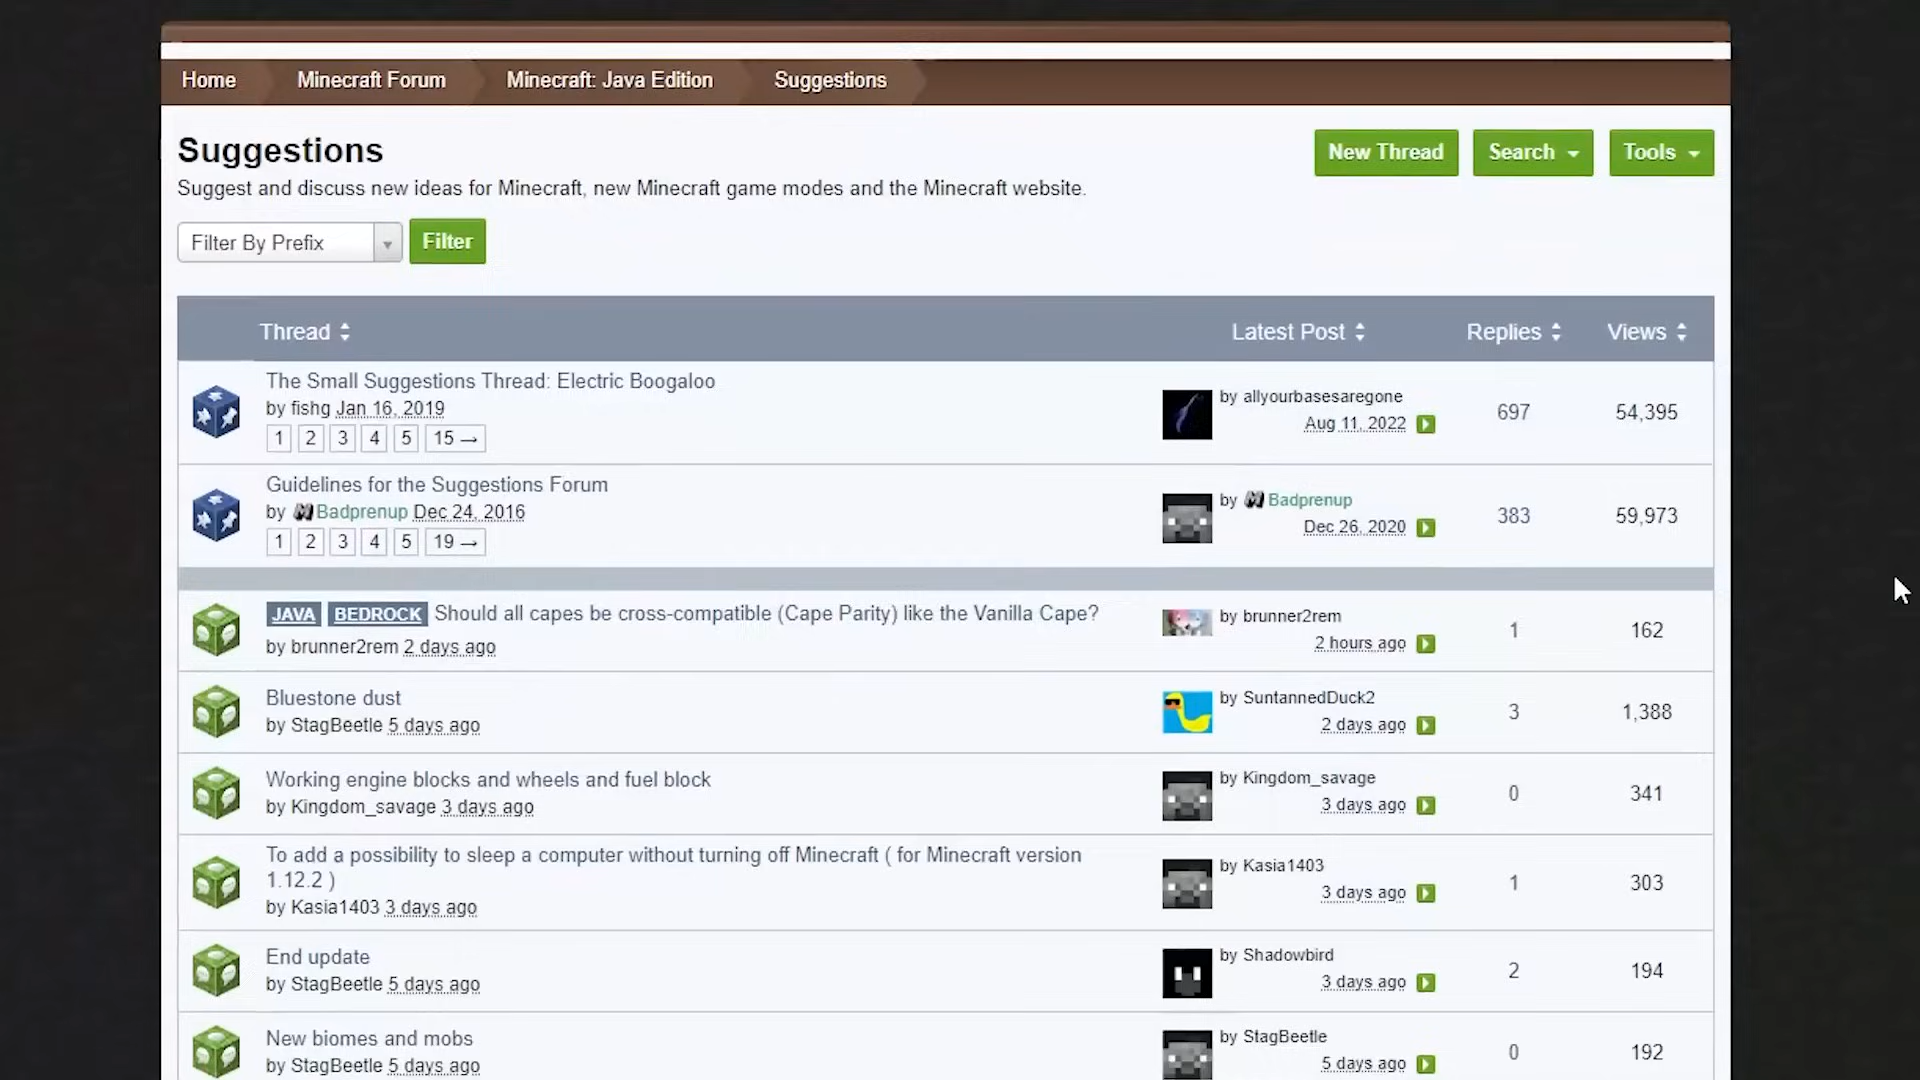 Home Minecraft Forum Minecraft: Java Edition Suggestions
Suggestions
New Thread Search Tools
Suggest and discuss new ideas for Minecraft, new Minecraft game modes and the Minecraft website.
Filter By Prefix Filter
Thread Latest Post Replies Views
The Small Suggestions Thread: Electric Boogaloo
by fishg Jan 16, 2019
1 2 3 4 5 15 →
by allyourbasesaregone
Aug 11, 2022
697 54,395
Guidelines for the Suggestions Forum
by Badprenup Dec 24, 2016
1 2 3 4 5 19 →
by Badprenup
Dec 26, 2020
383 59,973
JAVA BEDROCK Should all capes be cross-compatible (Cape Parity) like the Vanilla Cape?
by brunner2rem 2 days ago
by brunner2rem
2 hours ago
1 162
Bluestone dust
by StagBeetle 5 days ago
by SuntannedDuck2
2 days ago
3 1,388
Working engine blocks and wheels and fuel block
by Kingdom_savage 3 days ago
by Kingdom_savage
3 days ago
0 341
To add a possibility to sleep a computer without turning off Minecraft ( for Minecraft version
1.12.2 )
by Kasia1403 3 days ago
by Kasia1403
3 days ago
1 303
End update
by StagBeetle 5 days ago
by Shadowbird
3 days ago
2 194
New biomes and mobs
by StagBeetle 5 days ago
by StagBeetle
5 days ago
0 192